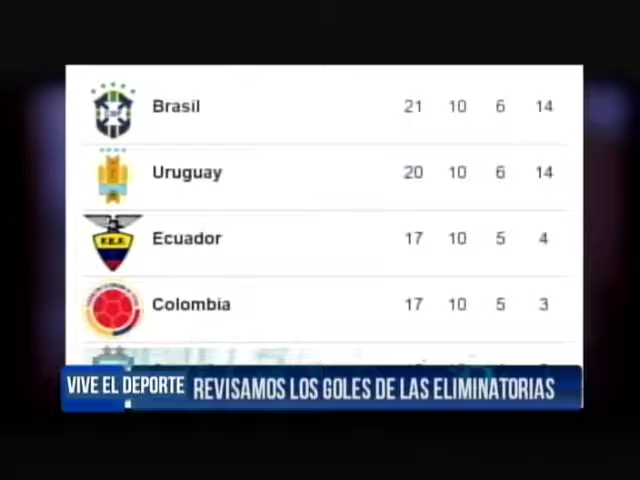 Brasil 21 10 6 14
Uruguay 20 10 6 14
F.E.F.
Ecuador 17 10 5 4
Colombia 17 10 5 3
VIVE EL DEPORTE REVISAMOS LOS GOLES DE LAS ELIMINATORIAS